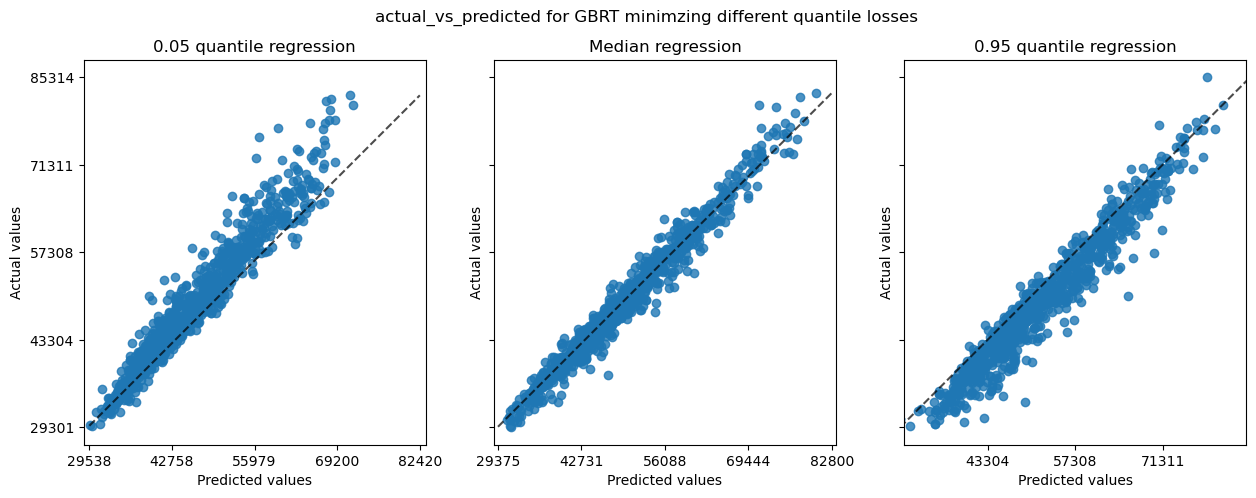 actual_vs_predicted for GBRT minimzing different quantile losses
0.05 quantile regression
Actual values
85314
71311
57308
43304
29301
29538 42758 55979 69200 82420
Predicted values
Median regression
Actual values
29375 42731 56088 69444 82800
Predicted values
0.95 quantile regression
Actual values
43304 57308 71311
Predicted values